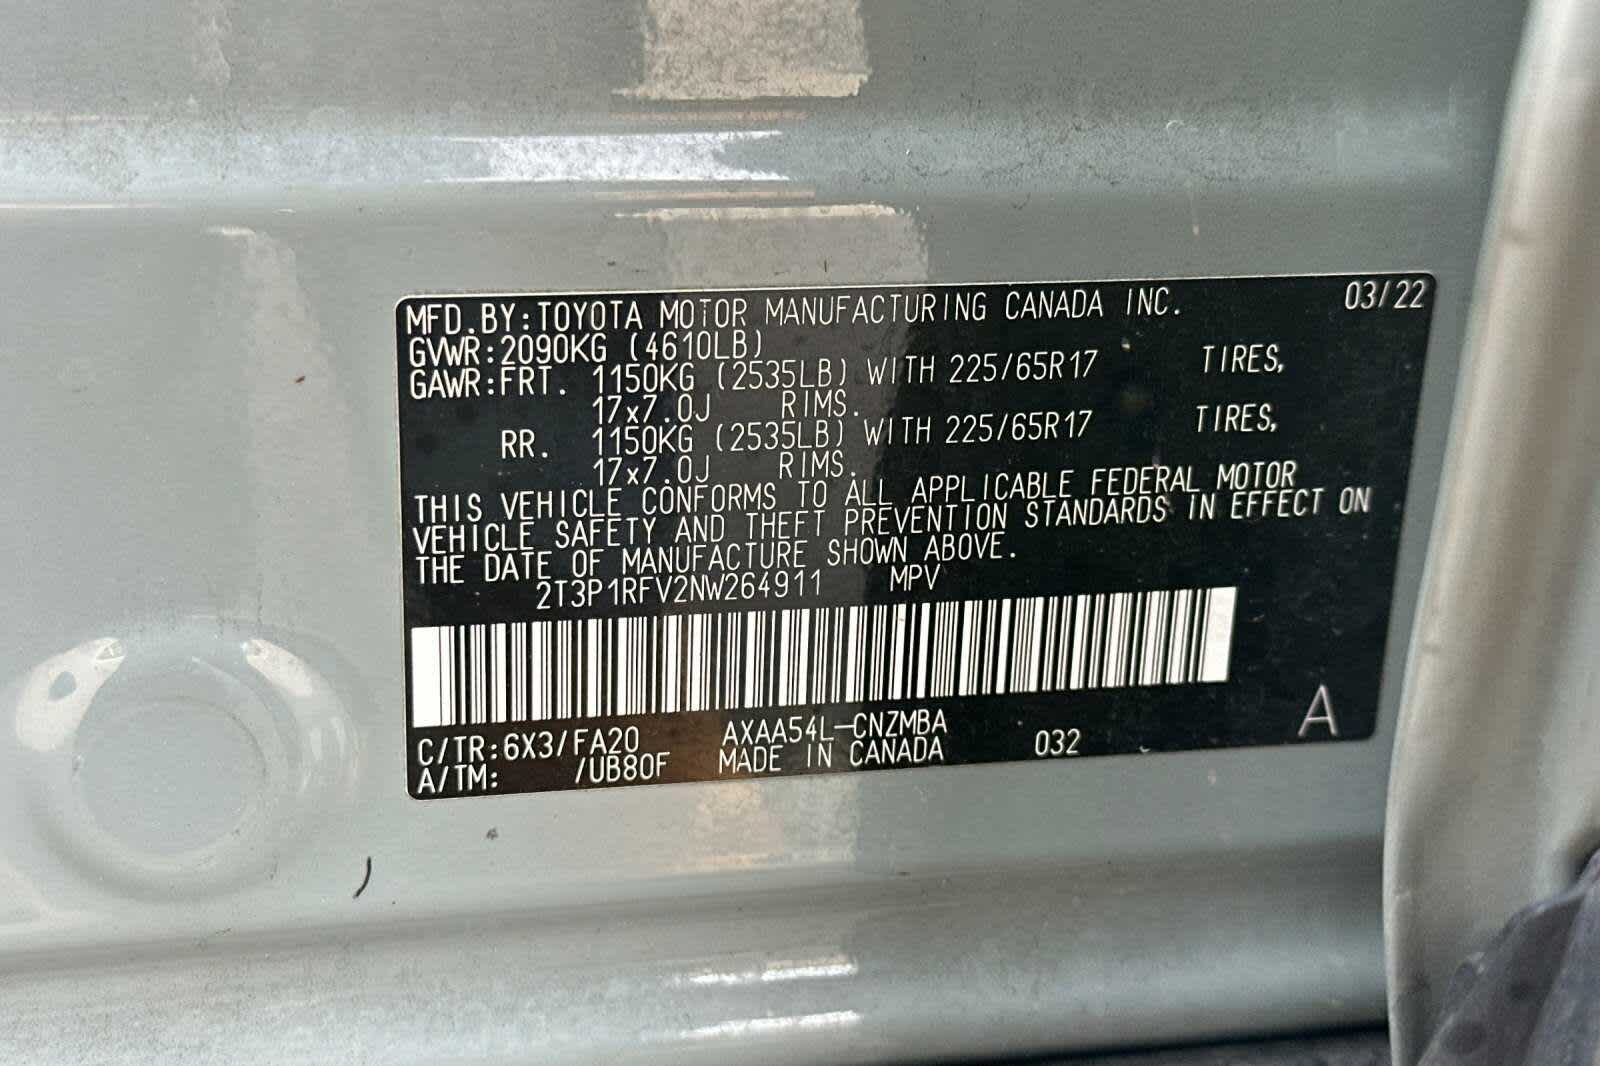 MFD.BY:TOYOTA MOTOR MANUFACTURING CANADA INC. 03/22
GVWR:2090KG (4610LB)
GAWR:FRT. 1150KG (2535LB) WITH 225/65R17 TIRES,
17x7.0J RIMS.
RR. 1150KG (2535LB) WITH 225/65R17 TIRES,
17x7.0J RIMS.
THIS VEHICLE CONFORMS TO ALL APPLICABLE FEDERAL MOTOR
VEHICLE SAFETY AND THEFT PREVENTION STANDARDS IN EFFECT ON
THE DATE OF MANUFACTURE SHOWN ABOVE.
2T3P1RFV2NW264911 MPV
C/TR:6X3/FA20 AXAA54L-CNZMBA
A/TM: /UB80F MADE IN CANADA 032 A